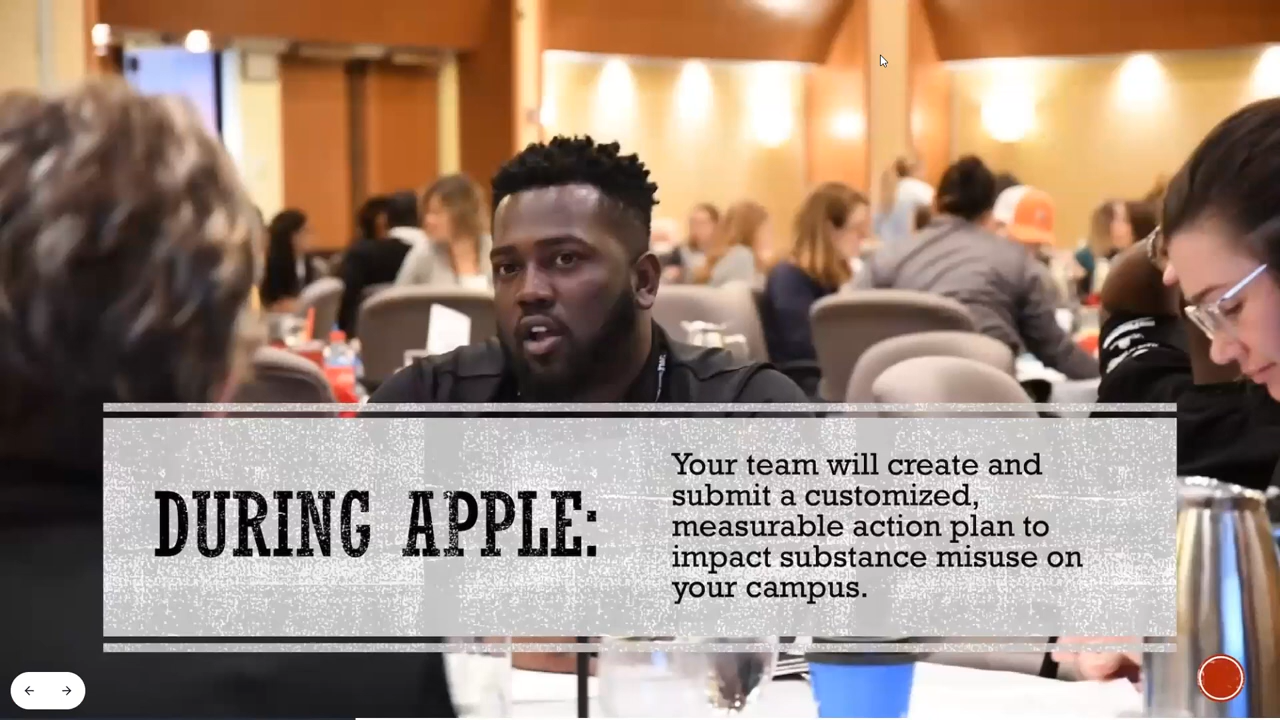 DURING APPLE:
Your team will create and
submit a customized,
measurable action plan to
impact substance misuse on
your campus.